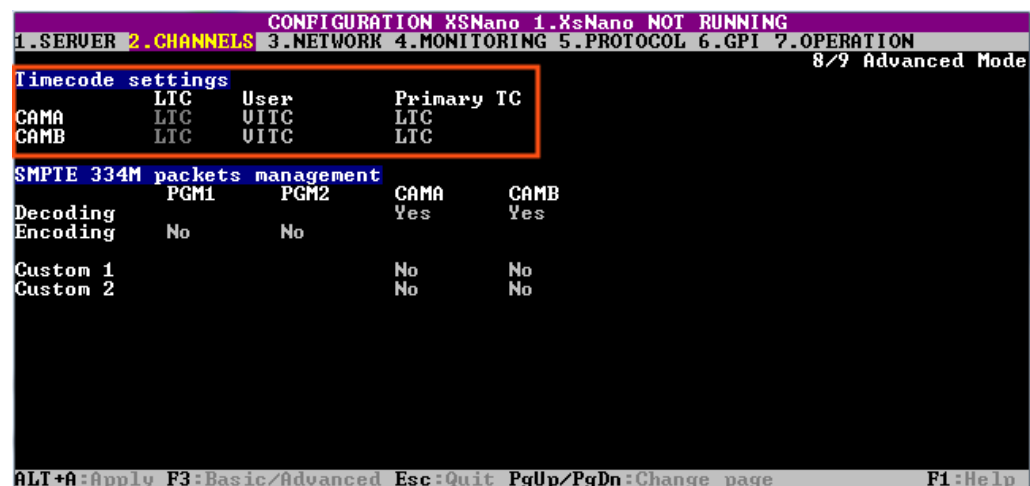 CONFIGURATION XSNano 1.XsNano NOT RUNNING
1.SERVER 2.CHANNELS 3.NETWORK 4.MONITORING 5.PROTOCOL 6.GPI 7.OPERATION
8/9 Advanced Mode
Timecode settings
LTC User Primary TC
CAMA LTC VITC LTC
CAMB LTC VITC LTC
SMPTE 334M packets management
PGM1 PGM2 CAMA CAMB
Decoding Yes Yes
Encoding No No
Custom 1 No No
Custom 2 No No
ALT+A:Apply F3:Basic/Advanced Esc:Quit PgUp/PgDn:Change page F1:Help